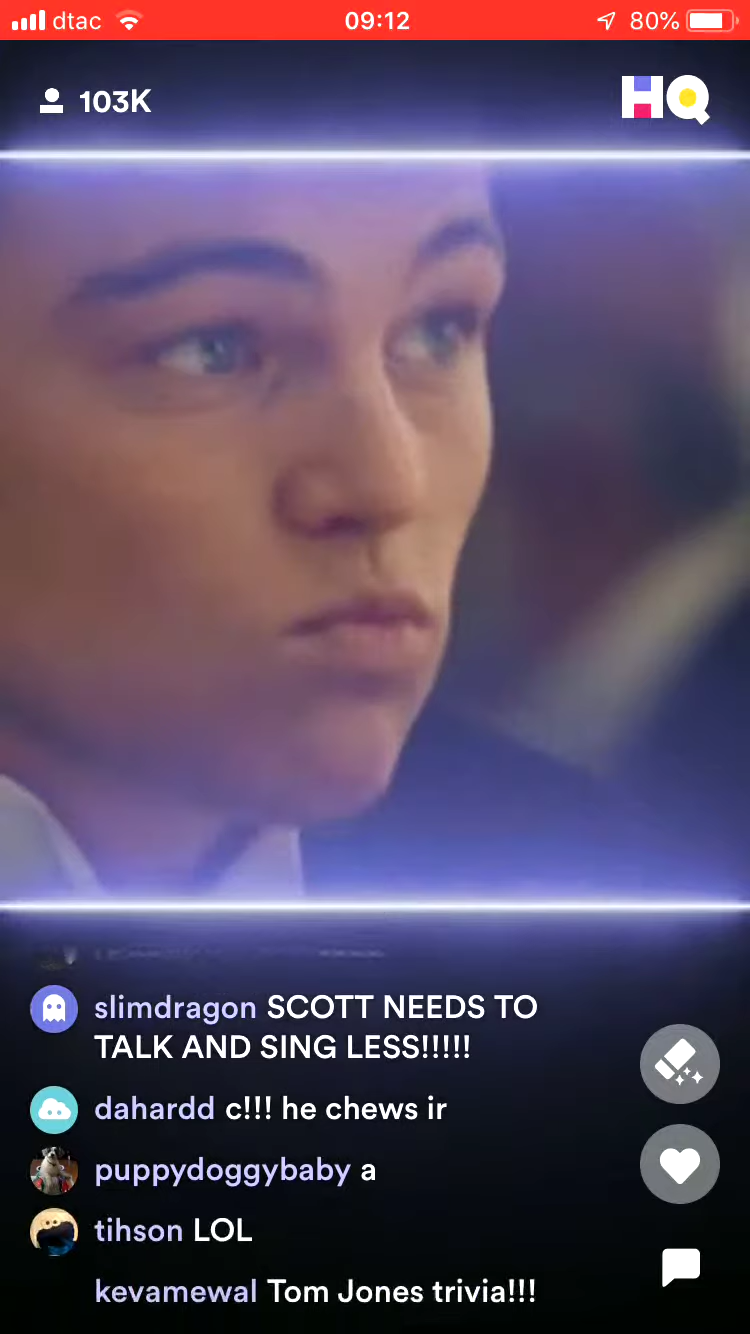 dtac 09:12 80%
103K HQ
slimdragon SCOTT NEEDS TO
TALK AND SING LESS!!!!!
dahardd c!!! he chews ir
puppydoggybaby a
tihson LOL
kevamewal Tom Jones trivia!!!